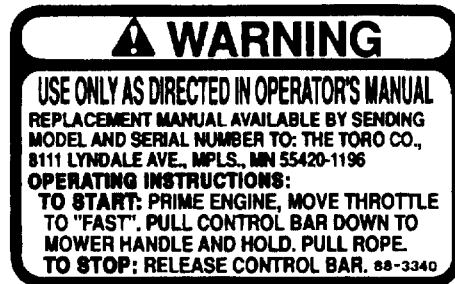 WARNING
USE ONLY AS DIRECTED IN OPERATOR'S MANUAL
REPLACEMENT MANUAL AVAILABLE BY SENDING
MODEL AND SERIAL NUMBER TO: THE TORO CO.,
8111 LYNDALE AVE., MPLS., MN 55420-1196
OPERATING INSTRUCTIONS:
TO START: PRIME ENGINE, MOVE THROTTLE
TO "FAST". PULL CONTROL BAR DOWN TO
MOWER HANDLE AND HOLD. PULL ROPE.
TO STOP: RELEASE CONTROL BAR. 88-3340